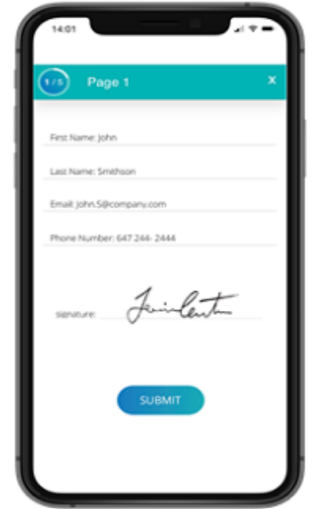 14:01
1 / 5 Page 1 x
First Name: John
Last Name: Smithson
Email: John.S@company.com
Phone Number: 647 244- 2444
signature:
SUBMIT